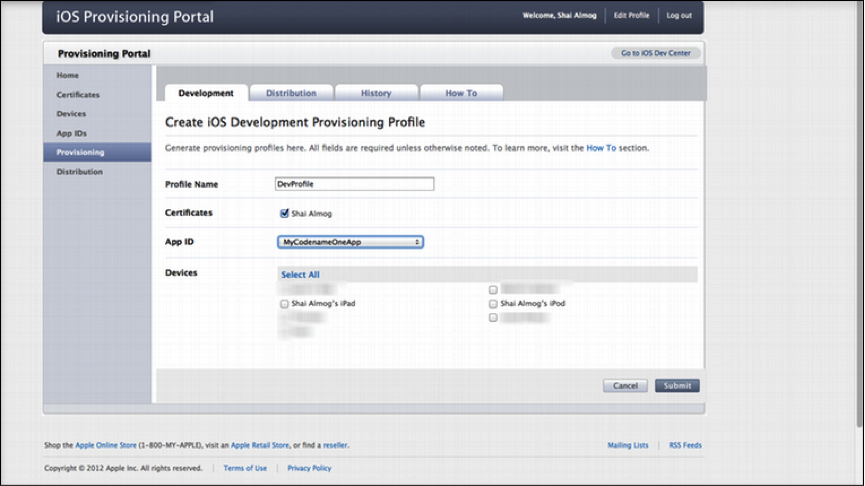 iOS Provisioning Portal
Welcome, Shai Almog Edit Profile Log out
Provisioning Portal
Go to iOS Dev Center
Home
Certificates
Devices
App IDs
Provisioning
Distribution
Development Distribution History How To
Create iOS Development Provisioning Profile
Generate provisioning profiles here. All fields are required unless otherwise noted. To learn more, visit the How To section.
Profile Name DevProfile
Certificates Shai Almog
App ID MyCodenameOneApp
Devices Select All
Shai Almog's iPad Shai Almog's iPod
Cancel Submit
Shop the Apple Online Store (1-800-MY-APPLE), visit an Apple Retail Store, or find a reseller. Mailing Lists RSS Feeds
Copyright © 2012 Apple Inc. All rights reserved. Terms of Use Privacy Policy